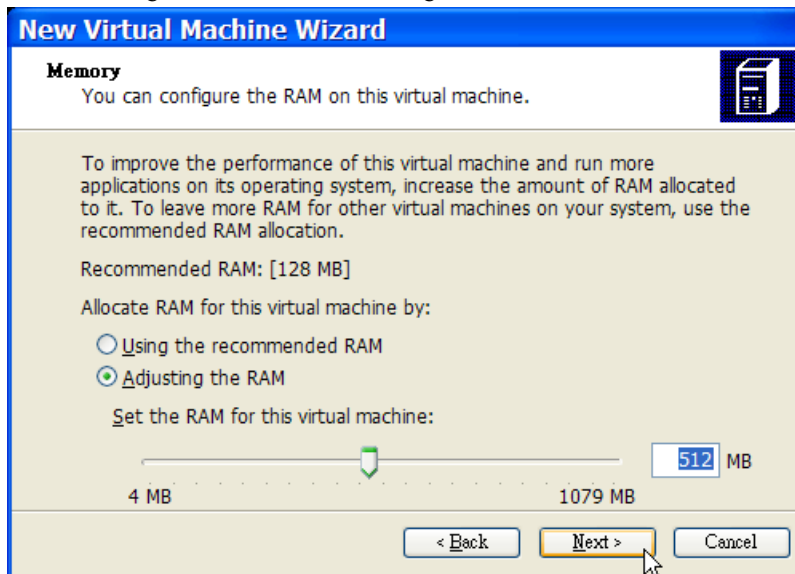 New Virtual Machine Wizard
Memory
You can configure the RAM on this virtual machine.
To improve the performance of this virtual machine and run more
applications on its operating system, increase the amount of RAM allocated
to it. To leave more RAM for other virtual machines on your system, use the
recommended RAM allocation.
Recommended RAM: [128 MB]
Allocate RAM for this virtual machine by:
Using the recommended RAM
Adjusting the RAM
Set the RAM for this virtual machine:
512 MB
4 MB 1079 MB
< Back Next > Cancel